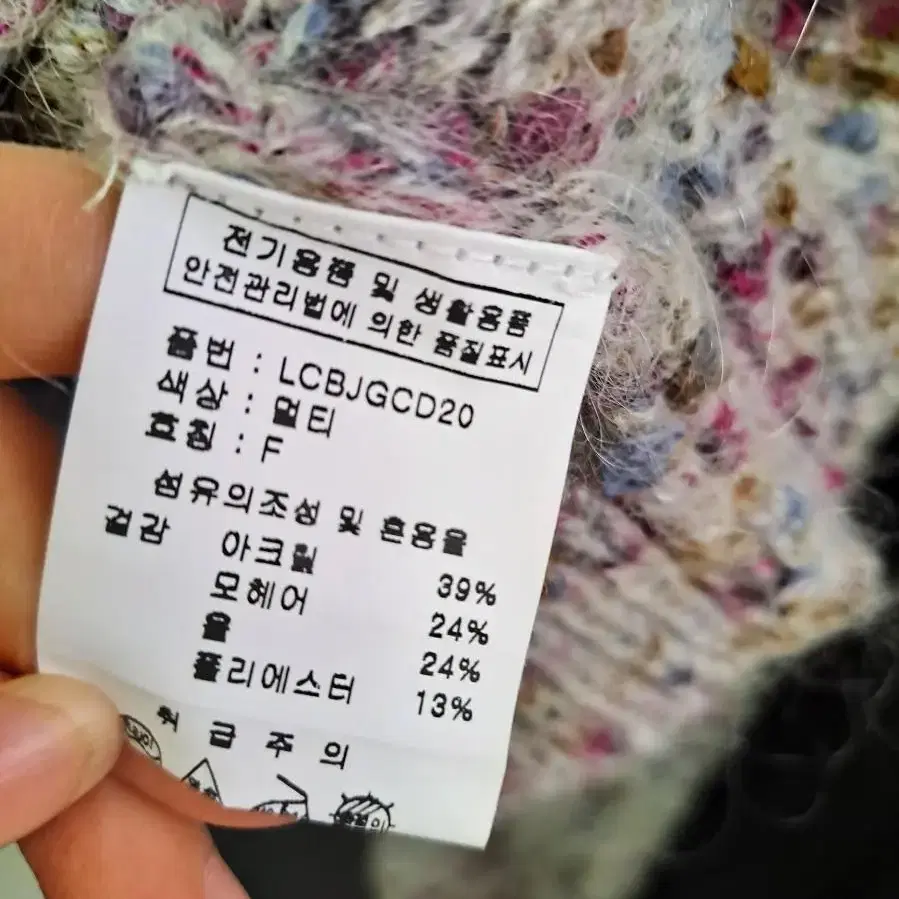 전기용품 및 생활용품
안전관리법에 의한 품질표시
품번 : LCBJGCD20
색상 : 멀티
호칭 : F
섬유의조성 및 혼용율
겉감 아크릴 39%
모헤어 24%
울 24%
폴리에스터 13%
취급주의